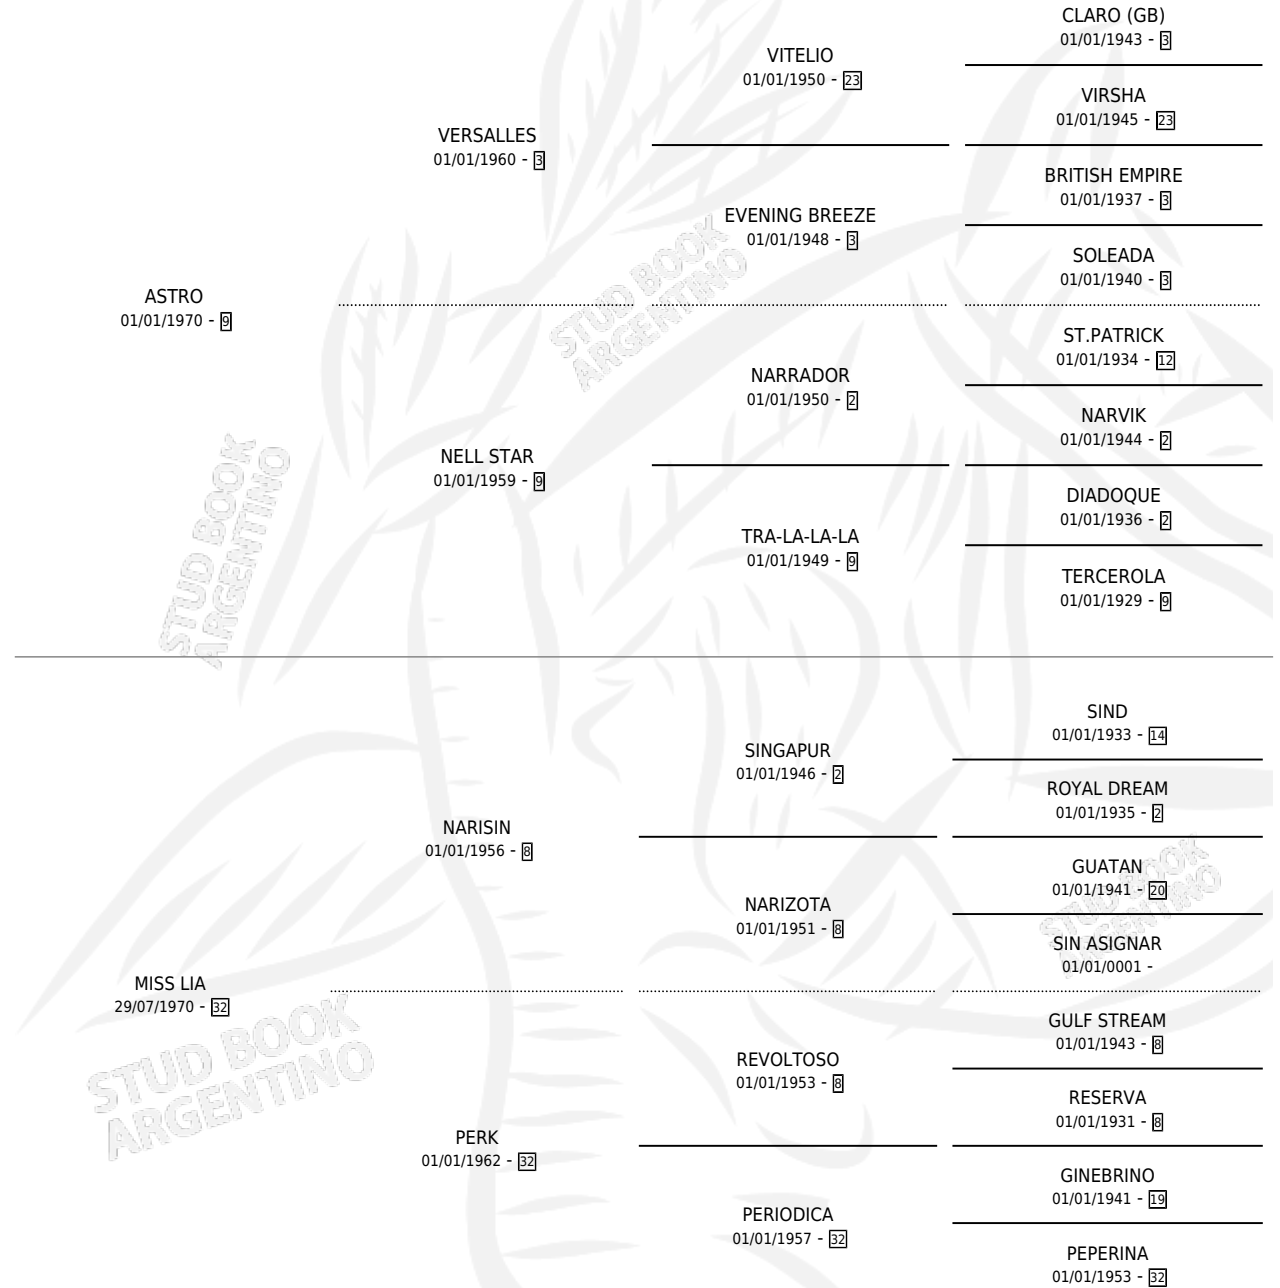 CLARO (GB)
01/01/1943 - 3
VITELIO
01/01/1950 - 23
VIRSHA
01/01/1945 - 23
VERSALLES
01/01/1960 - 3
BRITISH EMPIRE
01/01/1937 - 3
EVENING BREEZE
01/01/1948 - 3
SOLEADA
01/01/1940 - 3
ASTRO
01/01/1970 - 9
ST.PATRICK
01/01/1934 - 12
NARRADOR
01/01/1950 - 2
NARVIK
01/01/1944 - 2
NELL STAR
01/01/1959 - 9
DIADOQUE
01/01/1936 - 2
TRA-LA-LA-LA
01/01/1949 - 9
TERCEROLA
01/01/1929 - 9
SIND
01/01/1933 - 14
SINGAPUR
01/01/1946 - 2
ROYAL DREAM
01/01/1935 - 2
NARISIN
01/01/1956 - 8
GUATAN
01/01/1941 - 20
NARIZOTA
01/01/1951 - 8
SIN ASIGNAR
01/01/0001 -
MISS LIA
29/07/1970 - 32
GULF STREAM
01/01/1943 - 8
REVOLTOSO
01/01/1953 - 8
RESERVA
01/01/1931 - 8
PERK
01/01/1962 - 32
GINEBRINO
01/01/1941 - 19
PERIODICA
01/01/1957 - 32
PEPERINA
01/01/1953 - 32
STUD BOOK
ARGENTINO
STUD BOOK
ARGENTINO
STUD BOOK
ARGENTINO
STUD BOOK
ARGENTINO